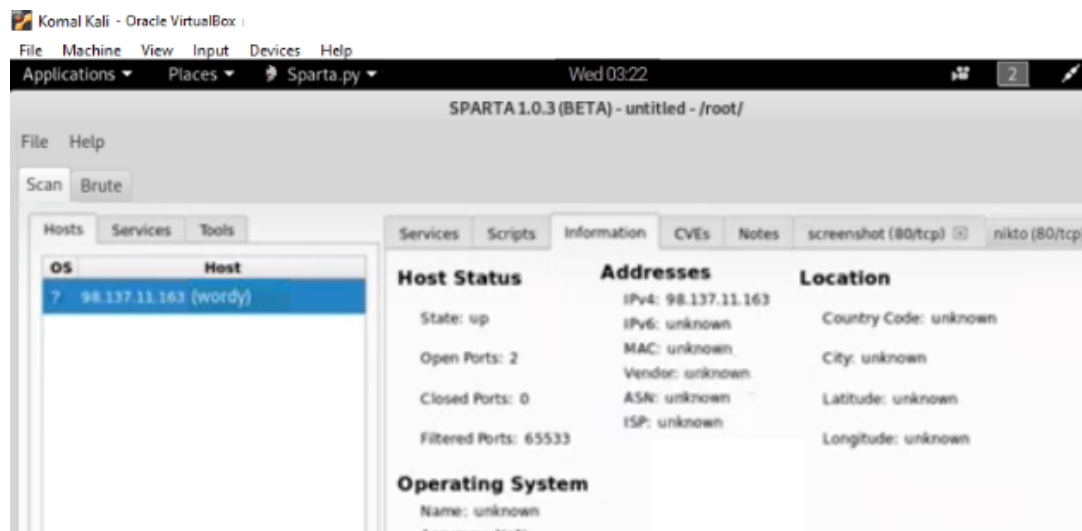 Komal Kali - Oracle VirtualBox
File Machine View Input Devices Help
Applications Places Sparta.py Wed 03:22 2
SPARTA 1.0.3 (BETA) - untitled - /root/
File Help
Scan Brute
Hosts Services Tools
OS Host
? 98.137.11.163 (wordy)
Services Scripts Information CVEs Notes screenshot (80/tcp) nikto (80/tcp
Host Status
State: up
Open Ports: 2
Closed Ports: 0
Filtered Ports: 65533
Addresses
IPv4: 98.137.11.163
IPv6: unknown
MAC: unknown
Vendor: unknown
ASN: unknown
ISP: unknown
Location
Country Code: unknown
City: unknown
Latitude: unknown
Longitude: unknown
Operating System
Name: unknown